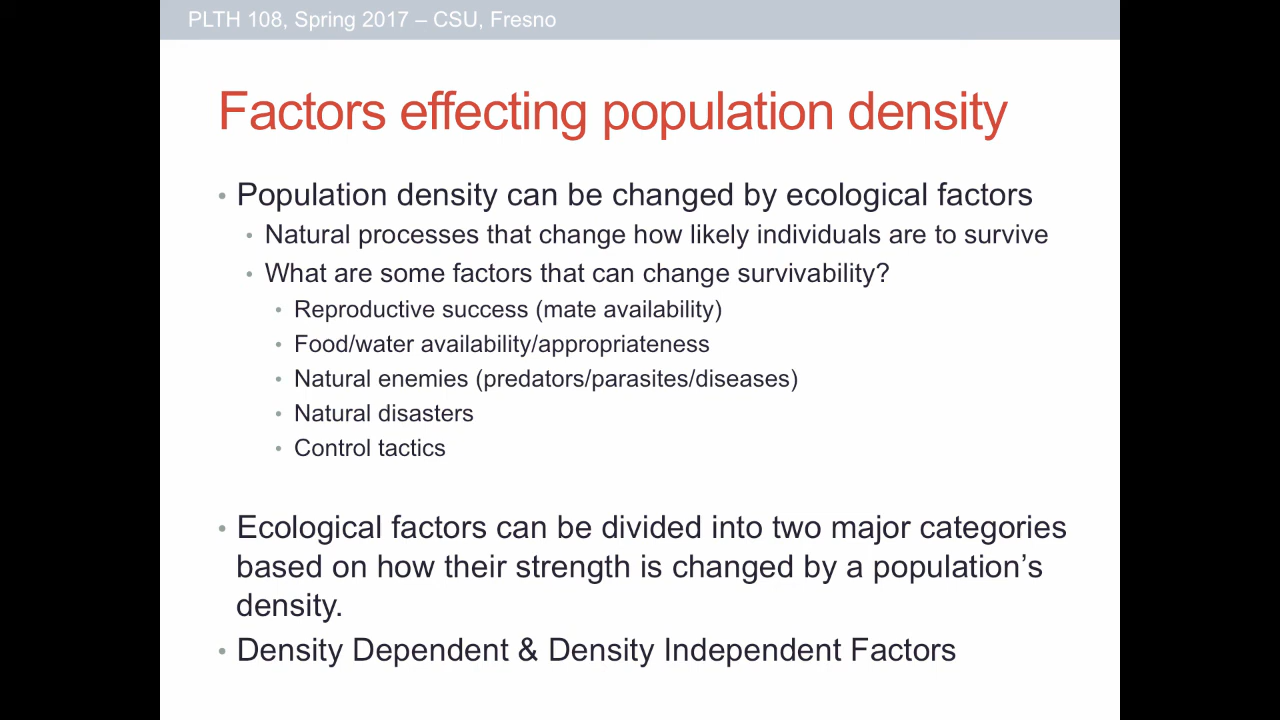 PLTH 108, Spring 2017 – CSU, Fresno
Factors effecting population density
• Population density can be changed by ecological factors
• Natural processes that change how likely individuals are to survive
• What are some factors that can change survivability?
• Reproductive success (mate availability)
• Food/water availability/appropriateness
• Natural enemies (predators/parasites/diseases)
• Natural disasters
• Control tactics
• Ecological factors can be divided into two major categories
based on how their strength is changed by a population’s
density.
• Density Dependent & Density Independent Factors